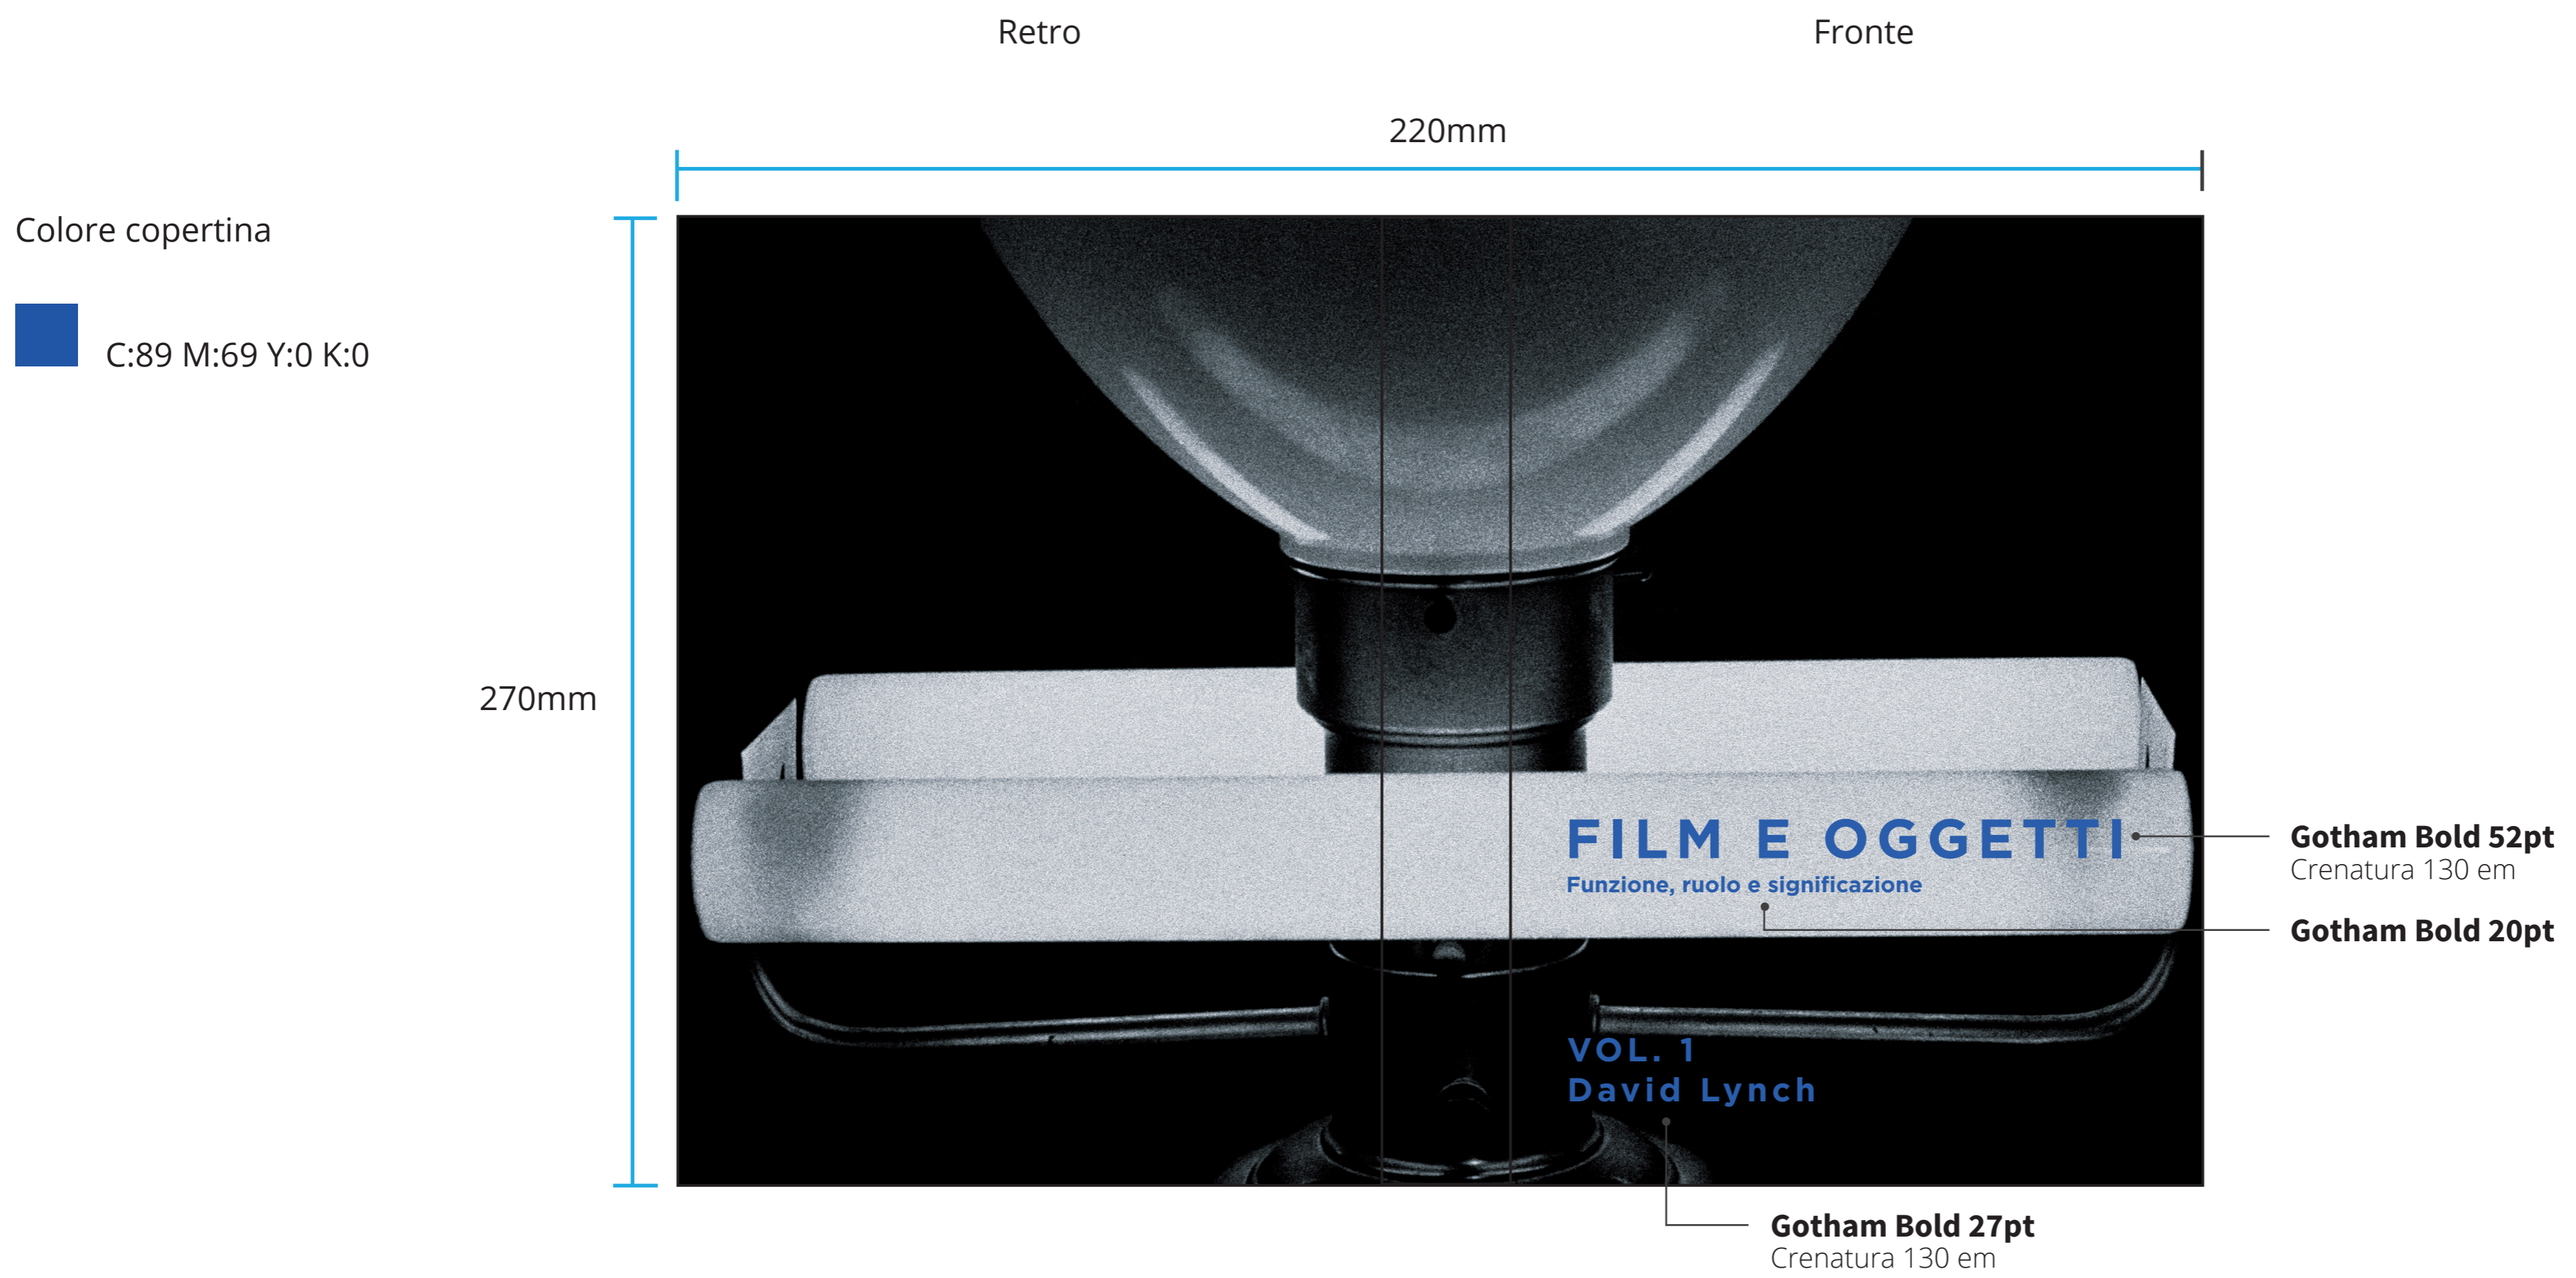 Retro
Fronte
220mm
Colore copertina
C:89 M:69 Y:0 K:0
270mm
FILM E OGGETTI
Funzione, ruolo e significazione
Gotham Bold 52pt
Crenatura 130 em
Gotham Bold 20pt
VOL. 1
David Lynch
Gotham Bold 27pt
Crenatura 130 em